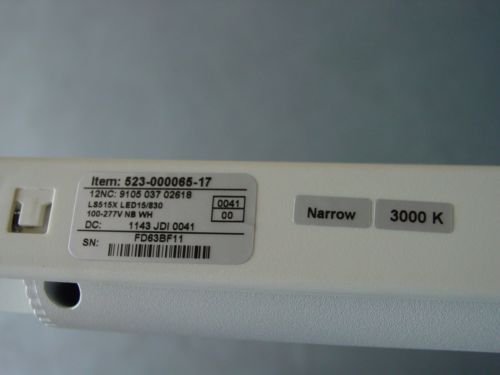 Item: 523-000065-17
12NC: 9105 037 02618
LS515X LED15/830
100-277V NB WH
0041
00
DC: 1143 JDI 0041
SN: FD63BF11
Narrow
3000 K